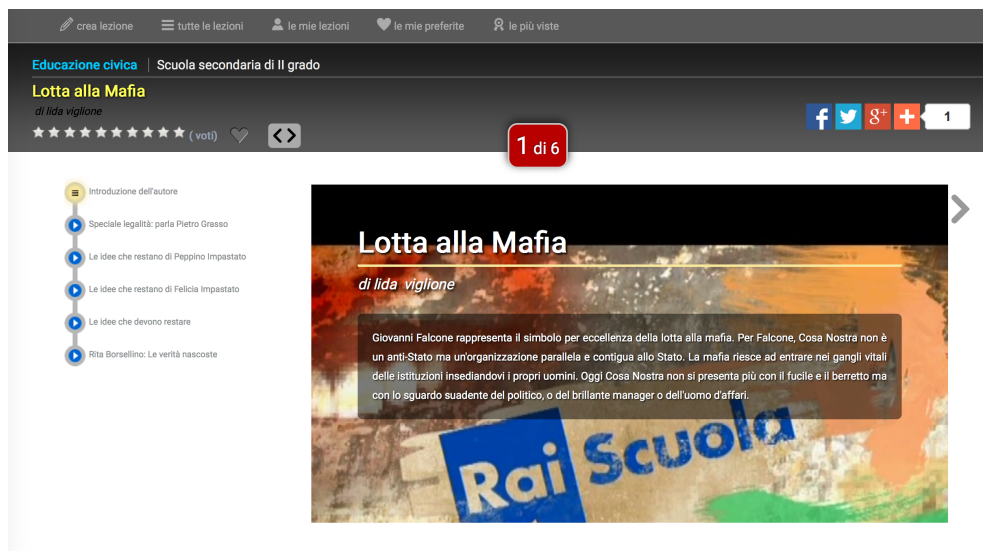 crea lezione tutte le lezioni le mie lezioni le mie preferite le più viste
Educazione civica Scuola secondaria di II grado
Lotta alla Mafia
di lida viglione
( voti)
1 di 6
1
Introduzione dell'autore
Speciale legalità: parla Pietro Grasso
Le idee che restano di Peppino Impastato
Le idee che restano di Felicia Impastato
Le idee che devono restare
Rita Borsellino: Le verità nascoste
Lotta alla Mafia
di lida viglione
Giovanni Falcone rappresenta il simbolo per eccellenza della lotta alla mafia. Per Falcone, Cosa Nostra non è
un anti-Stato ma un'organizzazione parallela e contigua allo Stato. La mafia riesce ad entrare nei gangli vitali
delle istituzioni insediandovi i propri uomini. Oggi Cosa Nostra non si presenta più con il fucile e il berretto ma
con lo sguardo suadente del politico, o del brillante manager o dell'uomo d'affari.
Rai Scuola